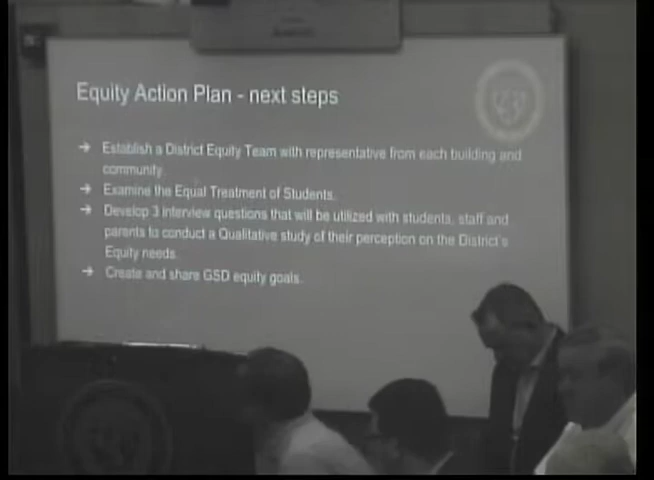 Equity Action Plan - next steps
→ Establish a District Equity Team with representative from each building and
community.
→ Examine the Equal Treatment of Students.
→ Develop 3 interview questions that will be utilized with students, staff and
parents to conduct a Qualitative study of their perception on the District's
Equity needs.
→ Create and share GSD equity goals.